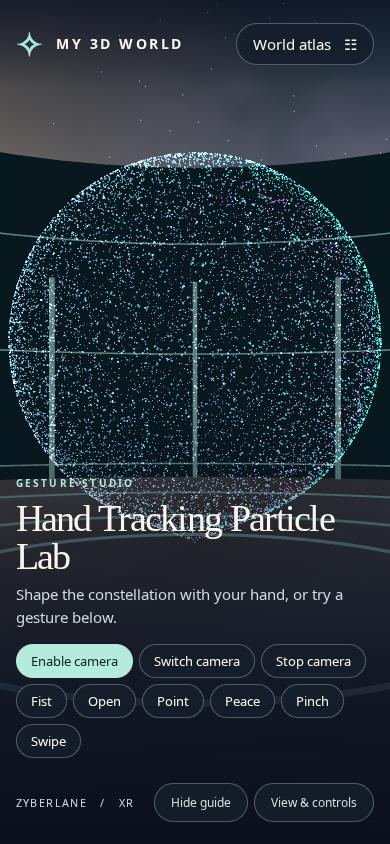 MY 3D WORLD
World atlas
GESTURE STUDIO
Hand Tracking Particle
Lab
Shape the constellation with your hand, or try a
gesture below.
Enable camera
Switch camera
Stop camera
Fist
Open
Point
Peace
Pinch
Swipe
ZYBERLANE / XR
Hide guide
View & controls